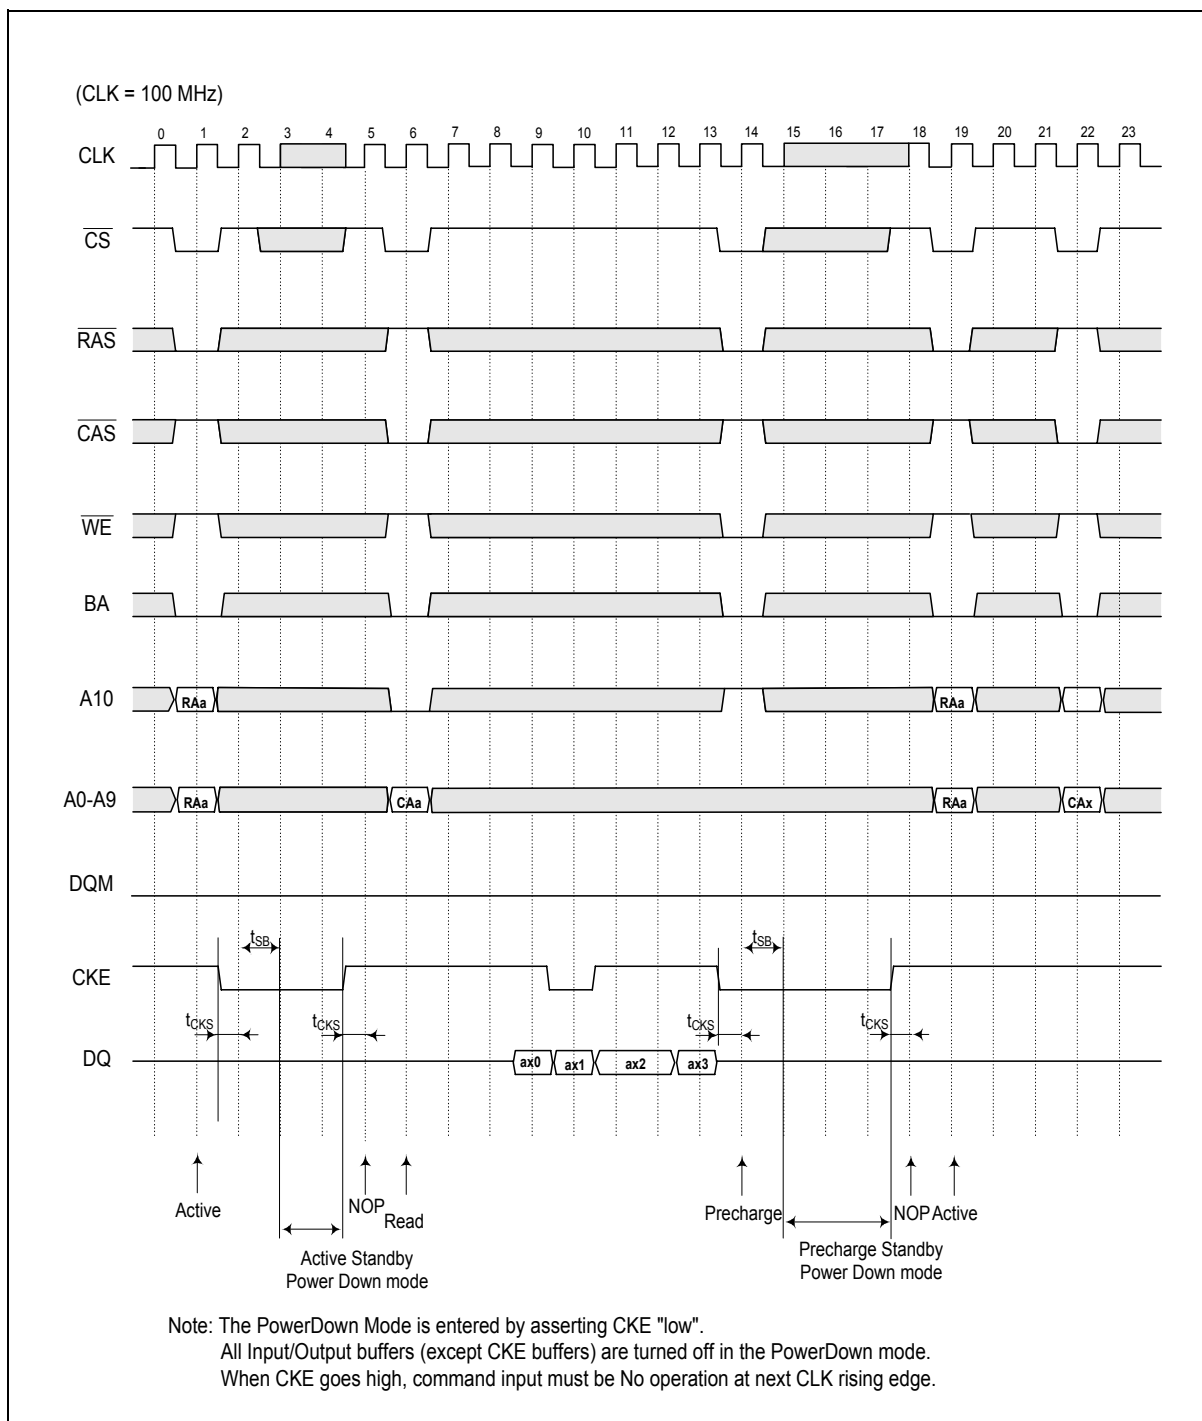 (CLK = 100 MHz)
0 1 2 3 4 5 6 7 8 9 10 11 12 13 14 15 16 17 18 19 20 21 22 23
CLK
CS
RAS
CAS
WE
BA
A10 RAa RAa
A0-A9 RAa CAa RAa CAx
DQM
tSB tSB
CKE
tCKS tCKS tCKS tCKS
DQ ax0 ax1 ax2 ax3
Active NOP Read Precharge NOP Active
Active Standby
Power Down mode
Precharge Standby
Power Down mode
Note: The PowerDown Mode is entered by asserting CKE "low".
All Input/Output buffers (except CKE buffers) are turned off in the PowerDown mode.
When CKE goes high, command input must be No operation at next CLK rising edge.